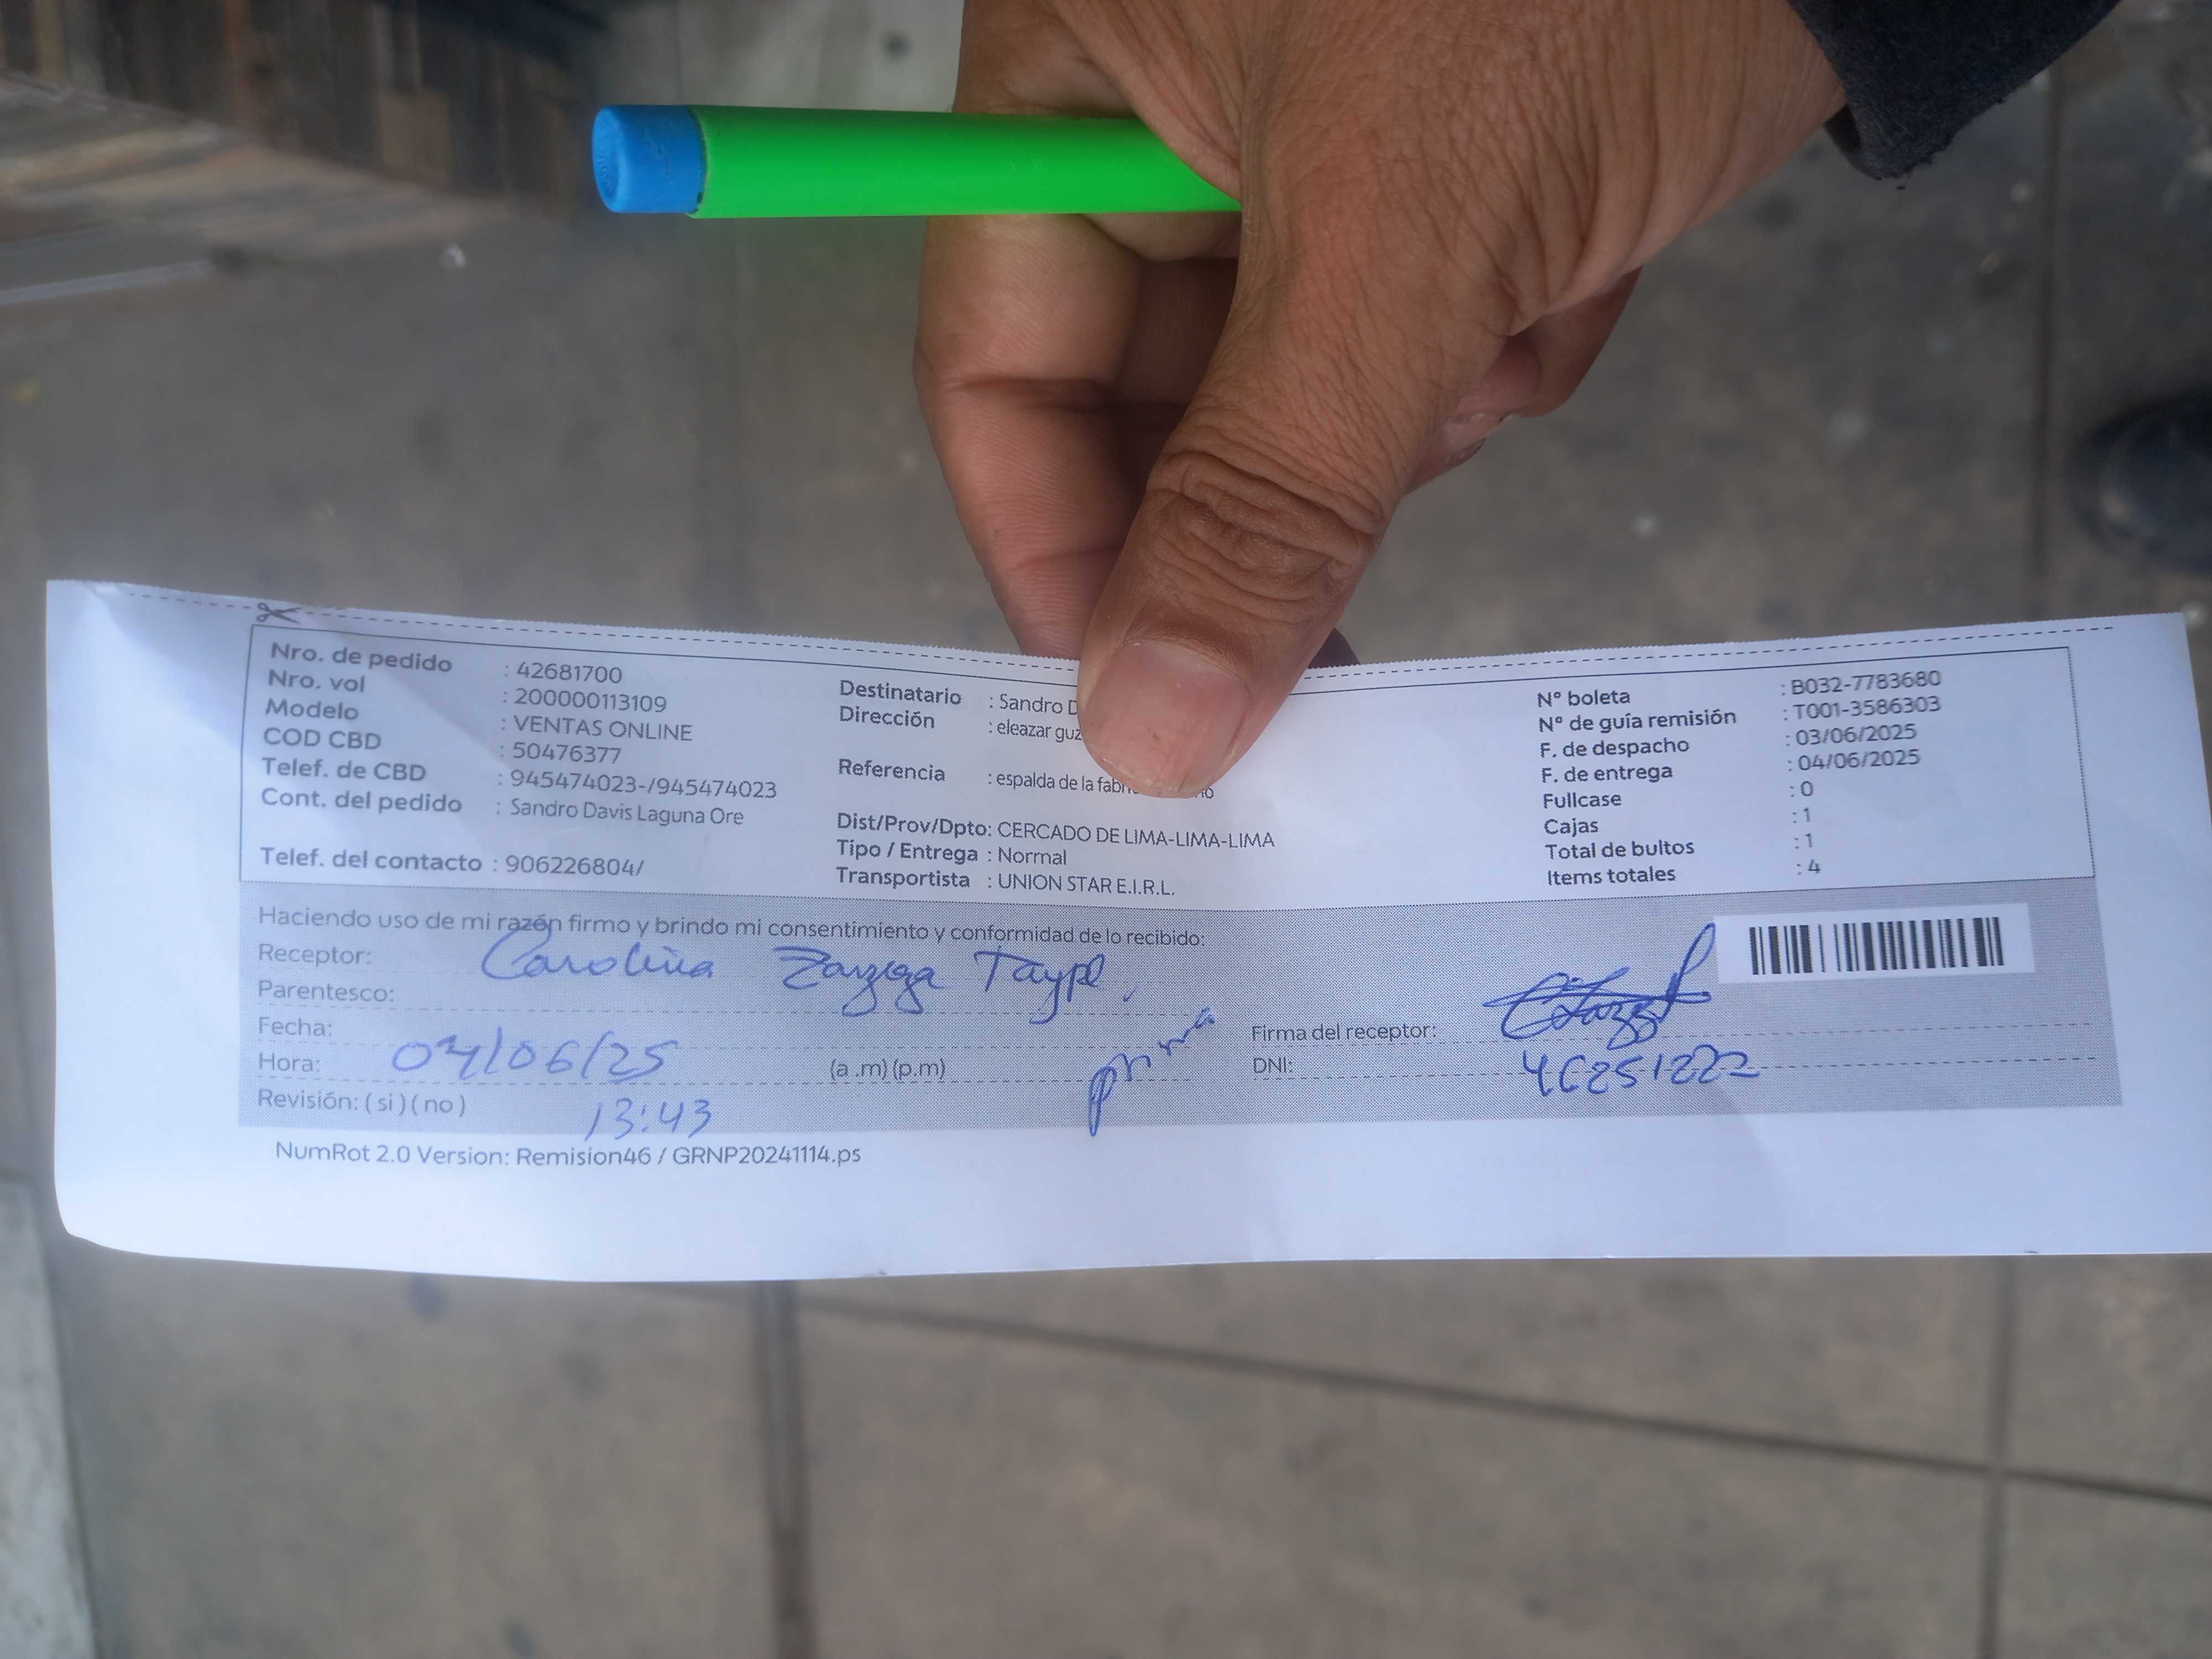 Nro. de pedido : 42681700
Nro. vol : 200000113109
Modelo : VENTAS ONLINE
COD CBD : 50476377
Telef. de CBD : 945474023-/945474023
Cont. del pedido : Sandro Davis Laguna Ore
Telef. del contacto : 906226804/
Destinatario : Sandro D
Dirección : eleazar guz
Referencia : espalda de la fabr
Dist/Prov/Dpto: CERCADO DE LIMA-LIMA-LIMA
Tipo / Entrega : Normal
Transportista : UNION STAR E.I.R.L.
N° boleta : B032-7783680
N° de guía remisión : T001-3586303
F. de despacho : 03/06/2025
F. de entrega : 04/06/2025
Fullcase : 0
Cajas : 1
Total de bultos : 1
Items totales : 4
Haciendo uso de mi razón firmo y brindo mi consentimiento y conformidad de lo recibido:
Receptor: Carolina Taype
Parentesco: prima
Fecha: 04/06/25
Hora: 13:43 (a .m) (p.m)
Revisión: ( si ) ( no )
Firma del receptor:
DNI: 46251222
NumRot 2.0 Version: Remision46 / GRNP20241114.ps